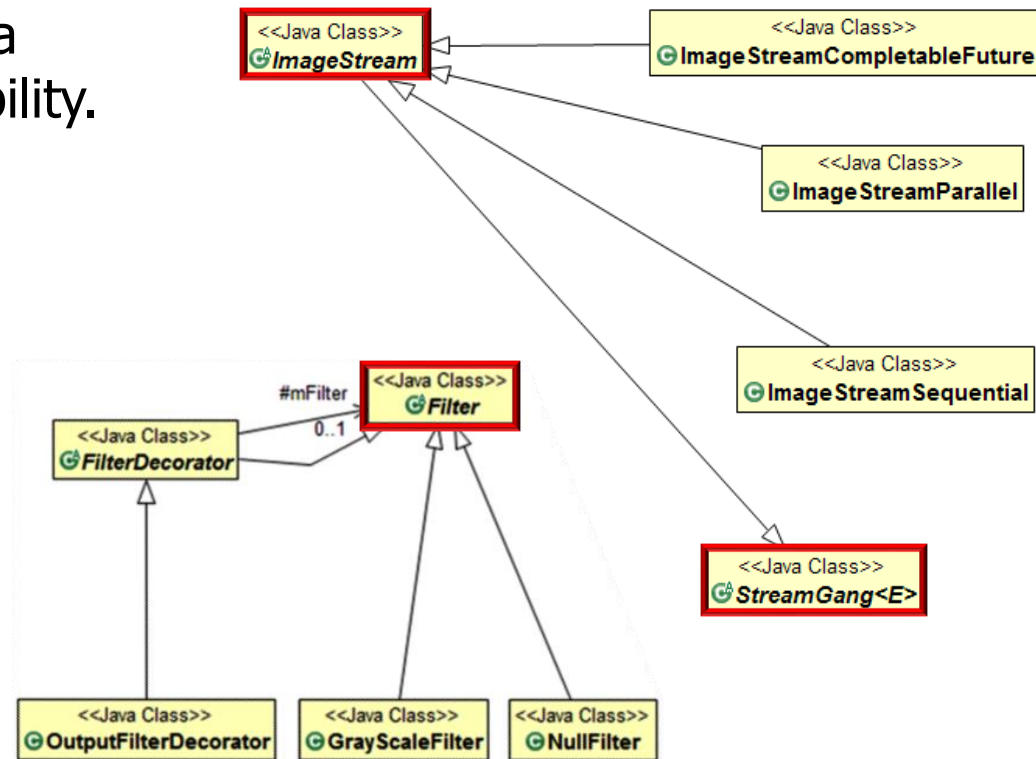 a
bility.
<<Java Class>>
ImageStream
<<Java Class>>
ImageStreamCompletableFuture
<<Java Class>>
ImageStreamParallel
<<Java Class>>
ImageStreamSequential
#mFilter
0..1
<<Java Class>>
Filter
<<Java Class>>
FilterDecorator
<<Java Class>>
StreamGang<E>
<<Java Class>>
OutputFilterDecorator
<<Java Class>>
GrayScaleFilter
<<Java Class>>
NullFilter